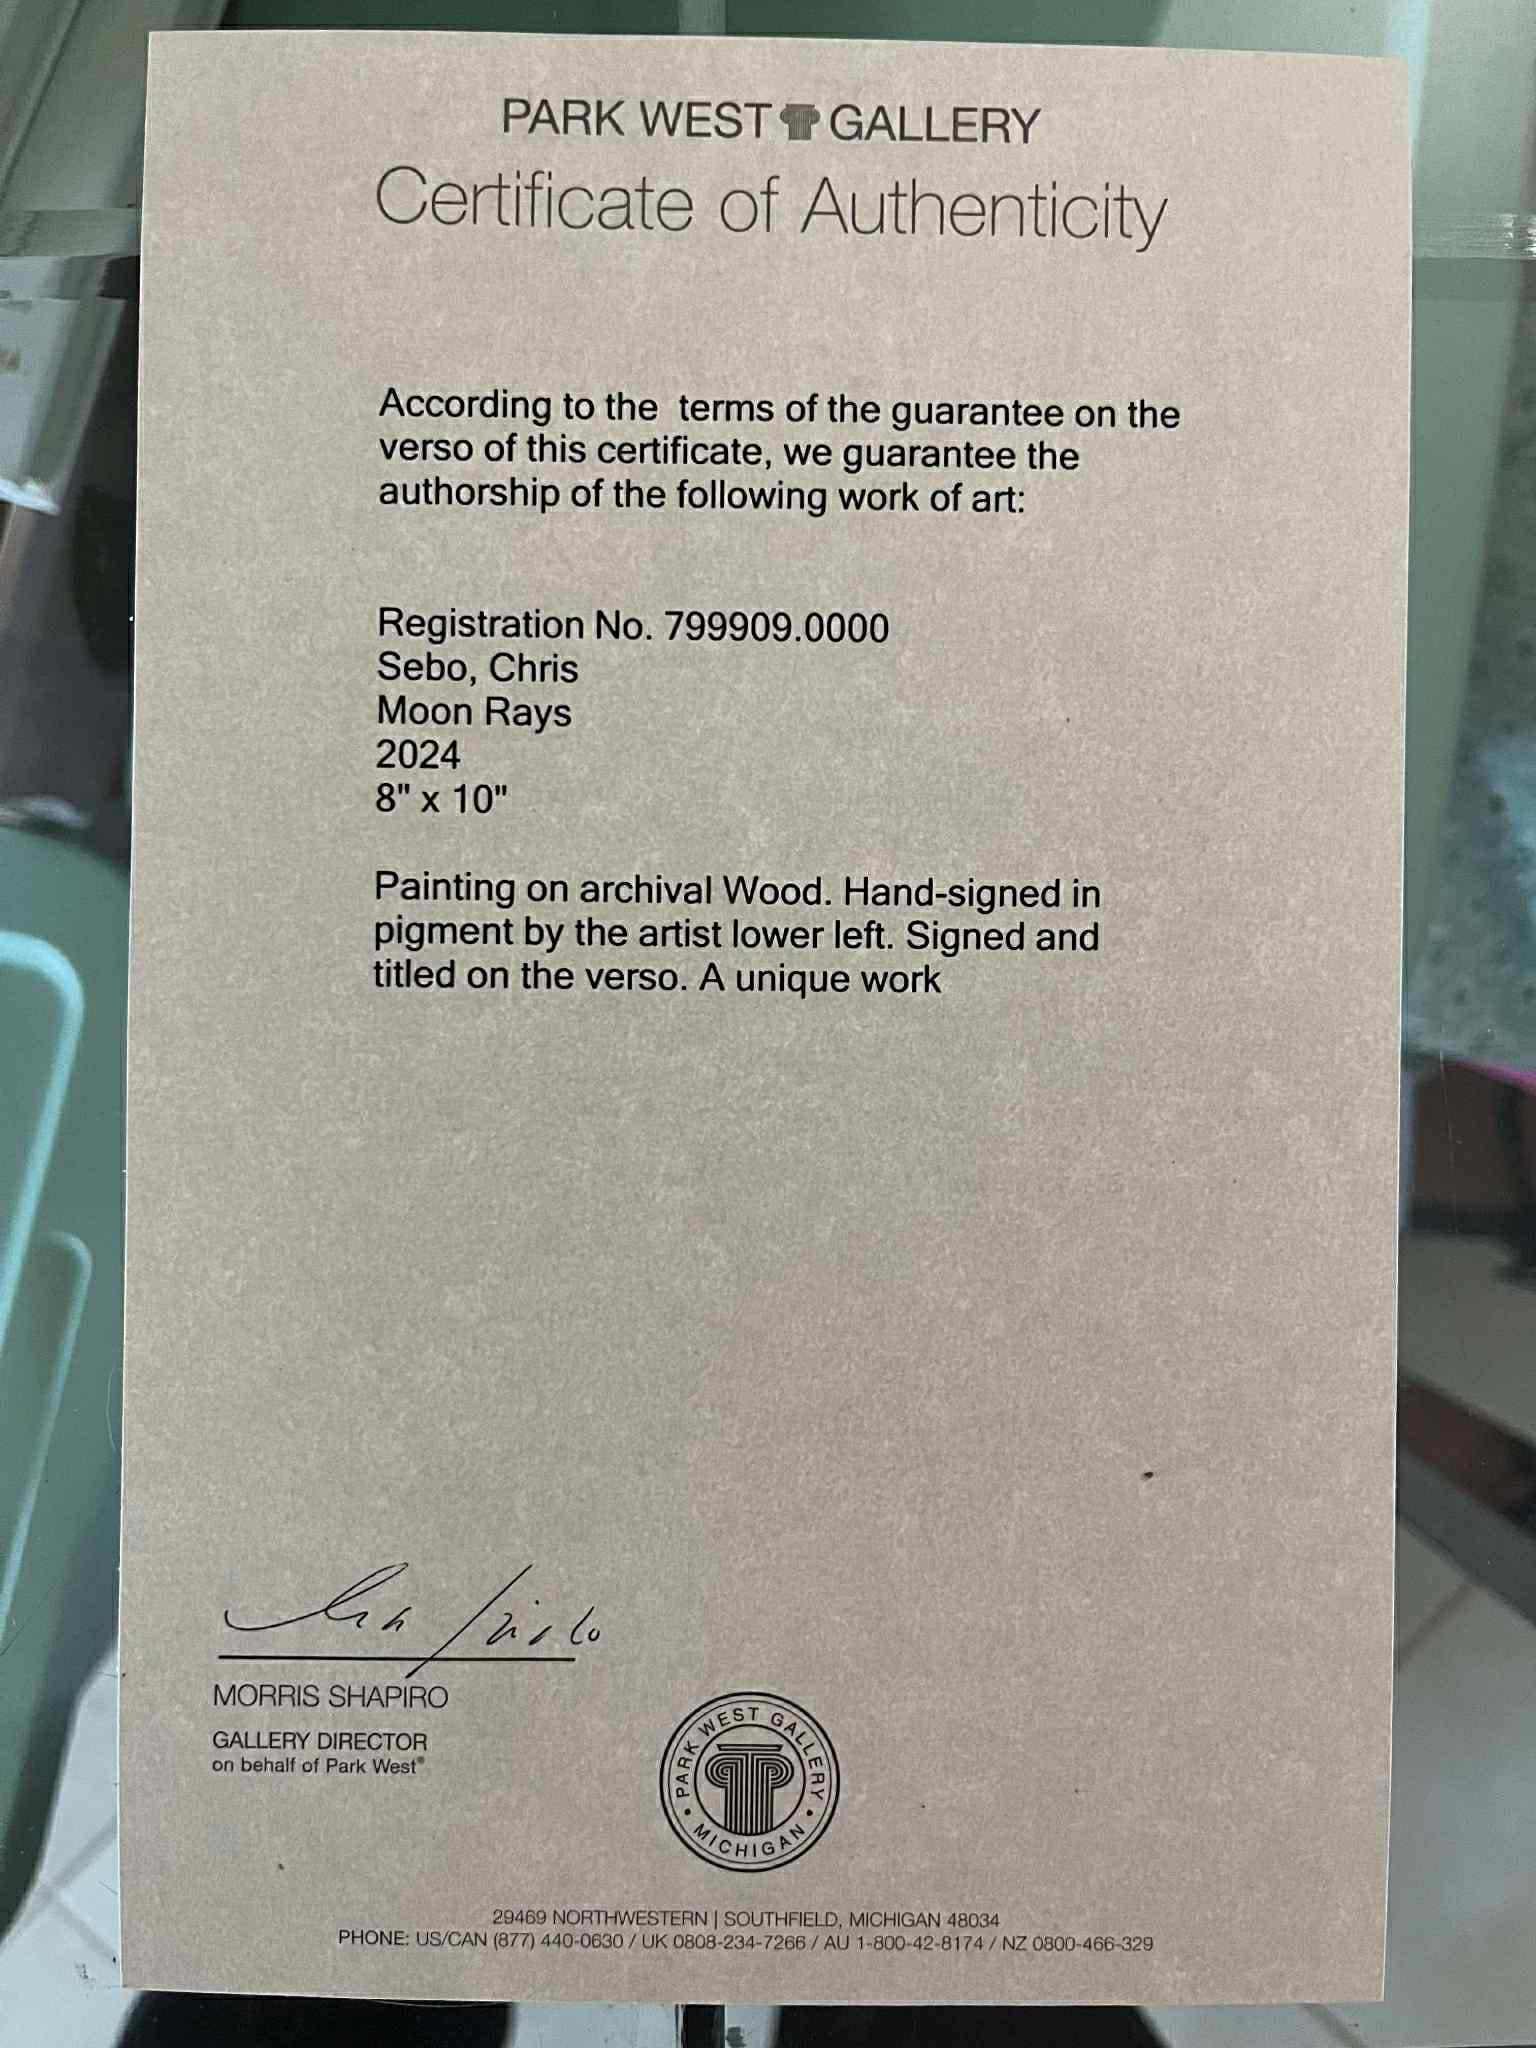 PARK WEST GALLERY
Certificate of Authenticity
According to the  terms of the guarantee on the
verso of this certificate, we guarantee the
authorship of the following work of art:
Registration No. 799909.0000
Sebo, Chris
Moon Rays
2024
8" x 10"
Painting on archival Wood. Hand-signed in
pigment by the artist lower left. Signed and
titled on the verso. A unique work
MORRIS SHAPIRO
GALLERY DIRECTOR
on behalf of Park West®
PARK WEST GALLERY
• MICHIGAN •
29469 NORTHWESTERN | SOUTHFIELD, MICHIGAN 48034
PHONE: US/CAN (877) 440-0630 / UK 0808-234-7266 / AU 1-800-42-8174 / NZ 0800-466-329